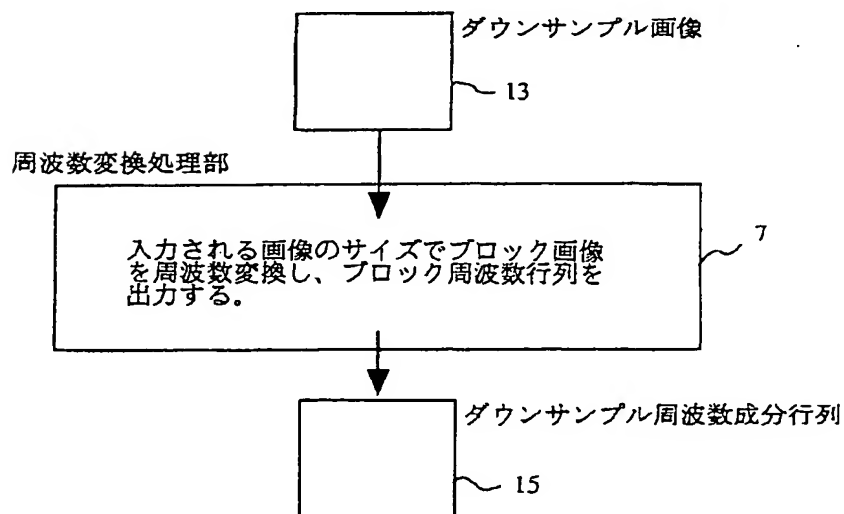 ダウンサンプル画像
13
周波数変換処理部
7
入力される画像のサイズでブロック画像
を周波数変換し、ブロック周波数行列を
出力する。
ダウンサンプル周波数成分行列
15